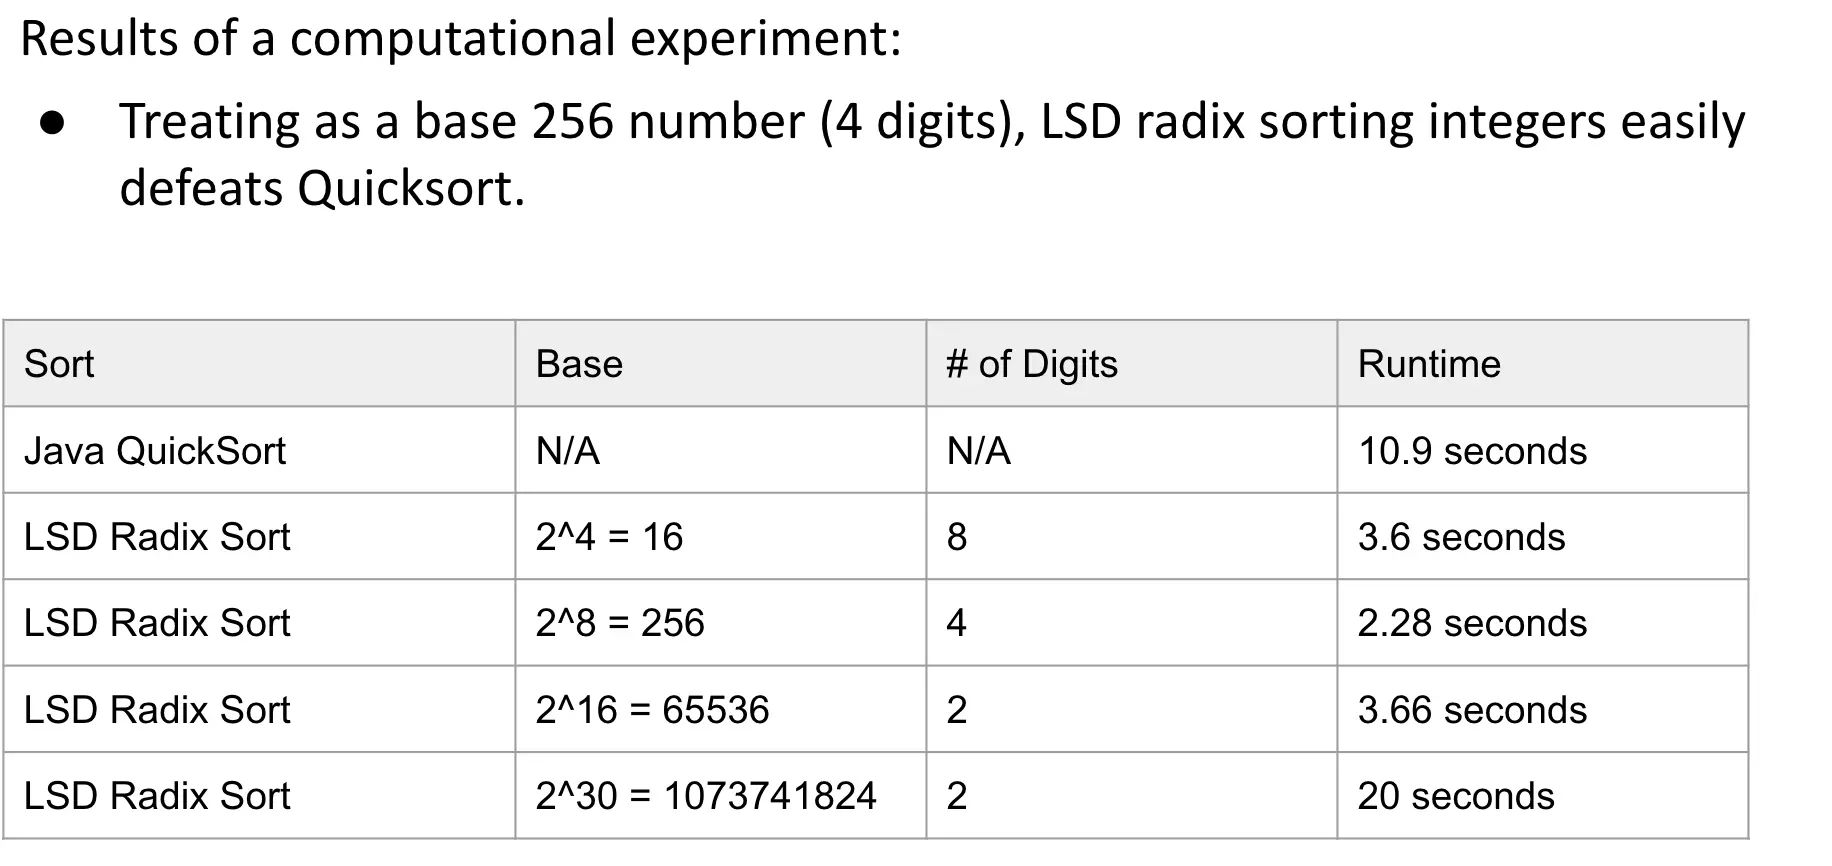 Results of a computational experiment:
● Treating as a base 256 number (4 digits), LSD radix sorting integers easily
defeats Quicksort.
Sort Base # of Digits Runtime
Java QuickSort N/A N/A 10.9 seconds
LSD Radix Sort 2^4 = 16 8 3.6 seconds
LSD Radix Sort 2^8 = 256 4 2.28 seconds
LSD Radix Sort 2^16 = 65536 2 3.66 seconds
LSD Radix Sort 2^30 = 1073741824 2 20 seconds